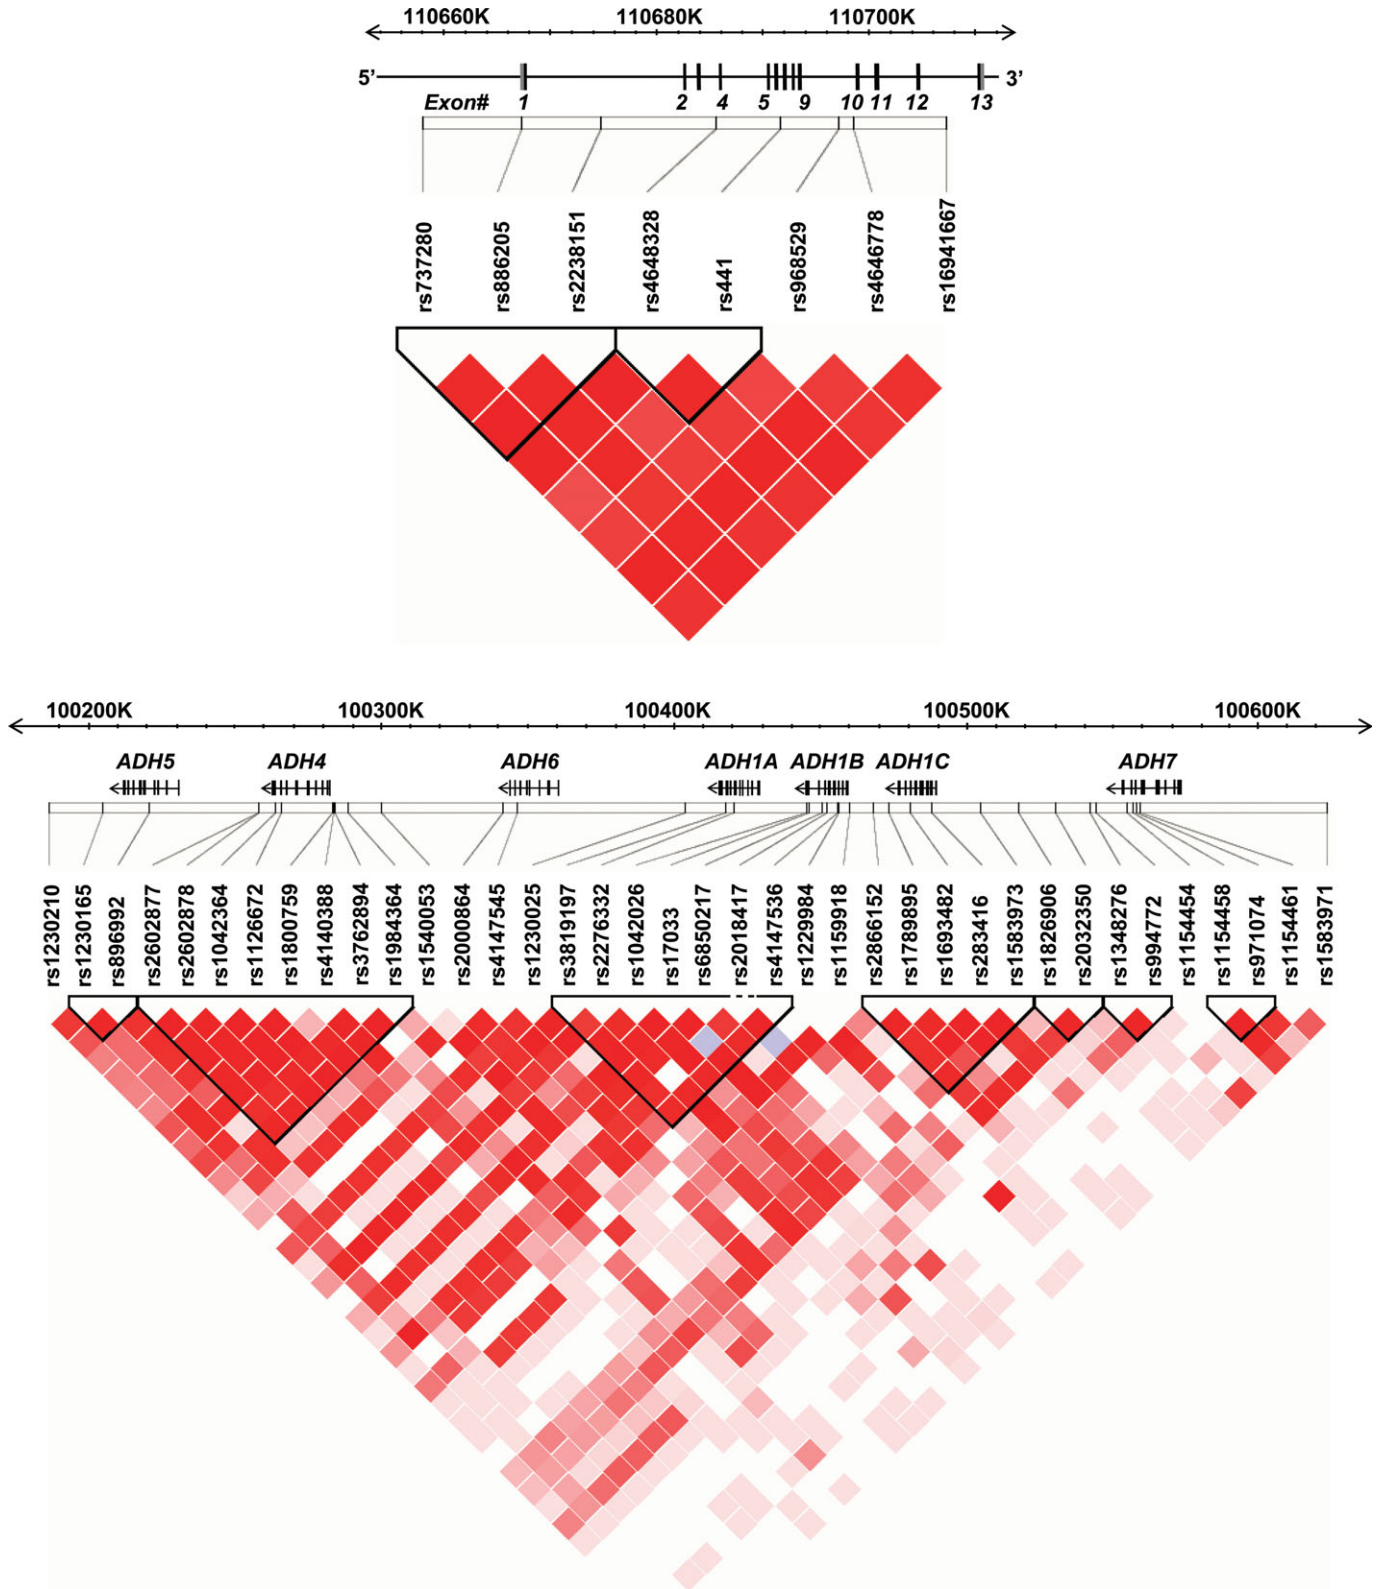 110660K 110680K 110700K
5’ 3’
Exon# 1 2 4 5 9 10 11 12 13
rs737280
rs886205
rs2238151
rs4648328
rs441
rs968529
rs4646778
rs16941667
100200K 100300K 100400K 100500K 100600K
ADH5 ADH4 ADH6 ADH1A ADH1B ADH1C ADH7
rs1230210
rs1230165
rs896992
rs2602877
rs2602878
rs1042364
rs1126672
rs1800759
rs4140388
rs3762894
rs1984364
rs1540053
rs2000864
rs4147545
rs1230025
rs3819197
rs2276332
rs1042026
rs17033
rs6850217
rs2018417
rs4147536
rs1229984
rs1159918
rs2866152
rs1789895
rs1693482
rs283416
rs1583973
rs1826906
rs2032350
rs1348276
rs994772
rs1154454
rs1154458
rs971074
rs1154461
rs1583971